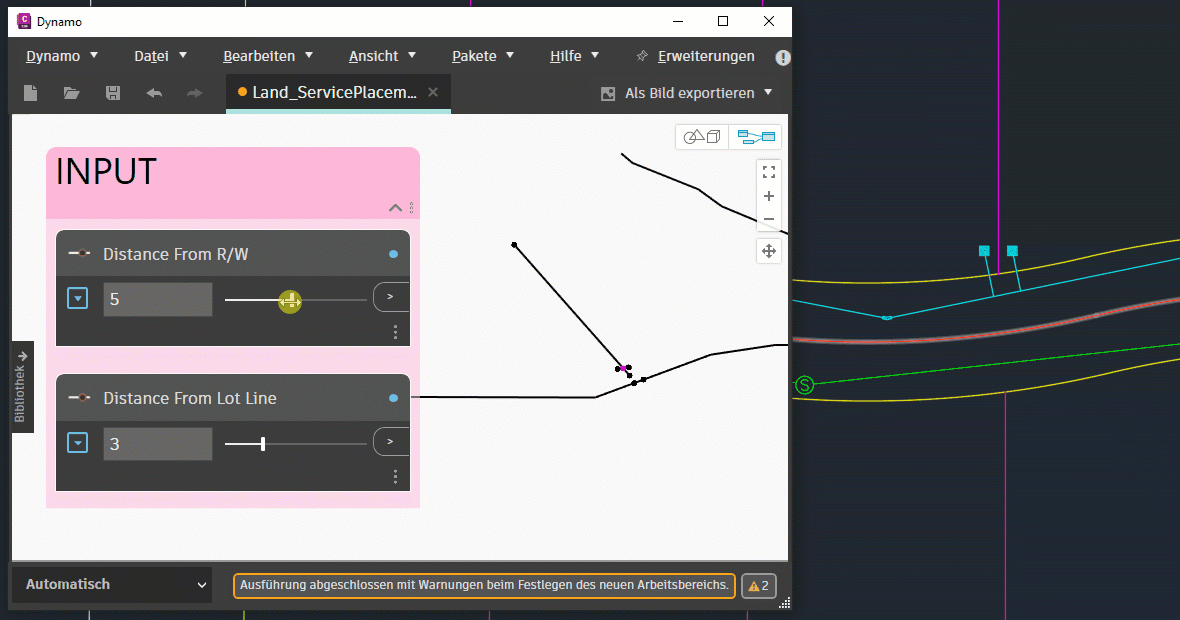 Dynamo
Dynamo Datei Bearbeiten Ansicht Pakete Hilfe Erweiterungen
Land_ServicePlacem... Als Bild exportieren
INPUT
Distance From R/W
5 >
Distance From Lot Line
3 >
Bibliothek
S
Automatisch Ausführung abgeschlossen mit Warnungen beim Festlegen des neuen Arbeitsbereichs. 2